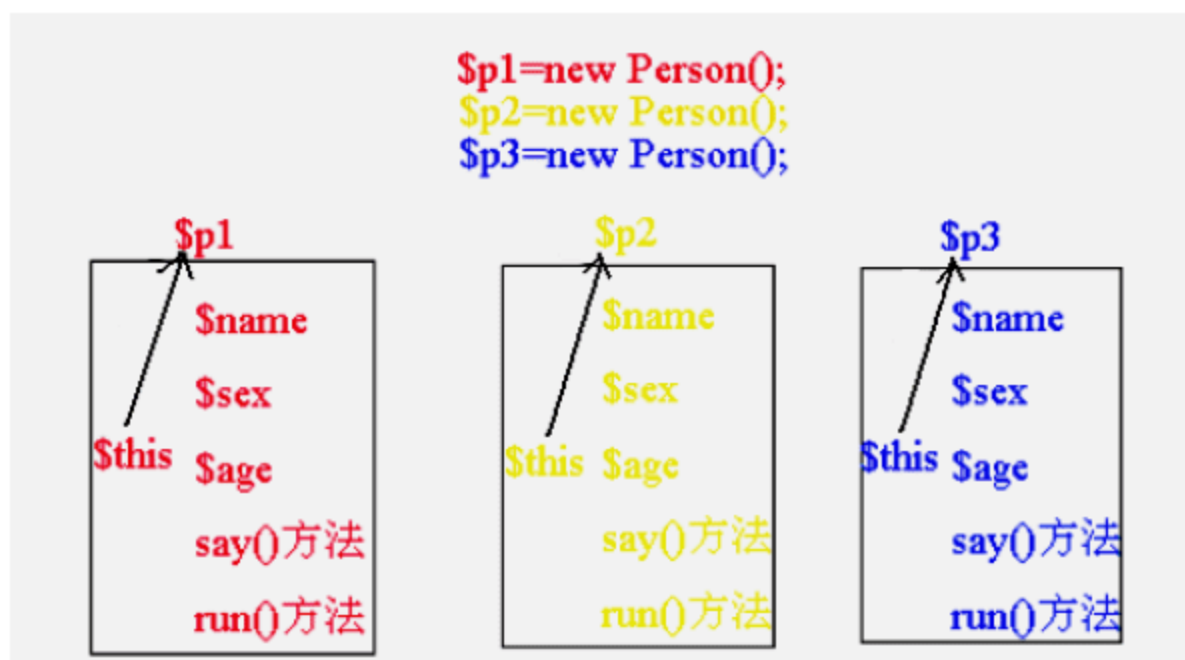 $p1=new Person();
$p2=new Person();
$p3=new Person();
$p1
$name
$sex
$this $age
say()方法
run()方法
$p2
$name
$sex
$this $age
say()方法
run()方法
$p3
$name
$sex
$this $age
say()方法
run()方法